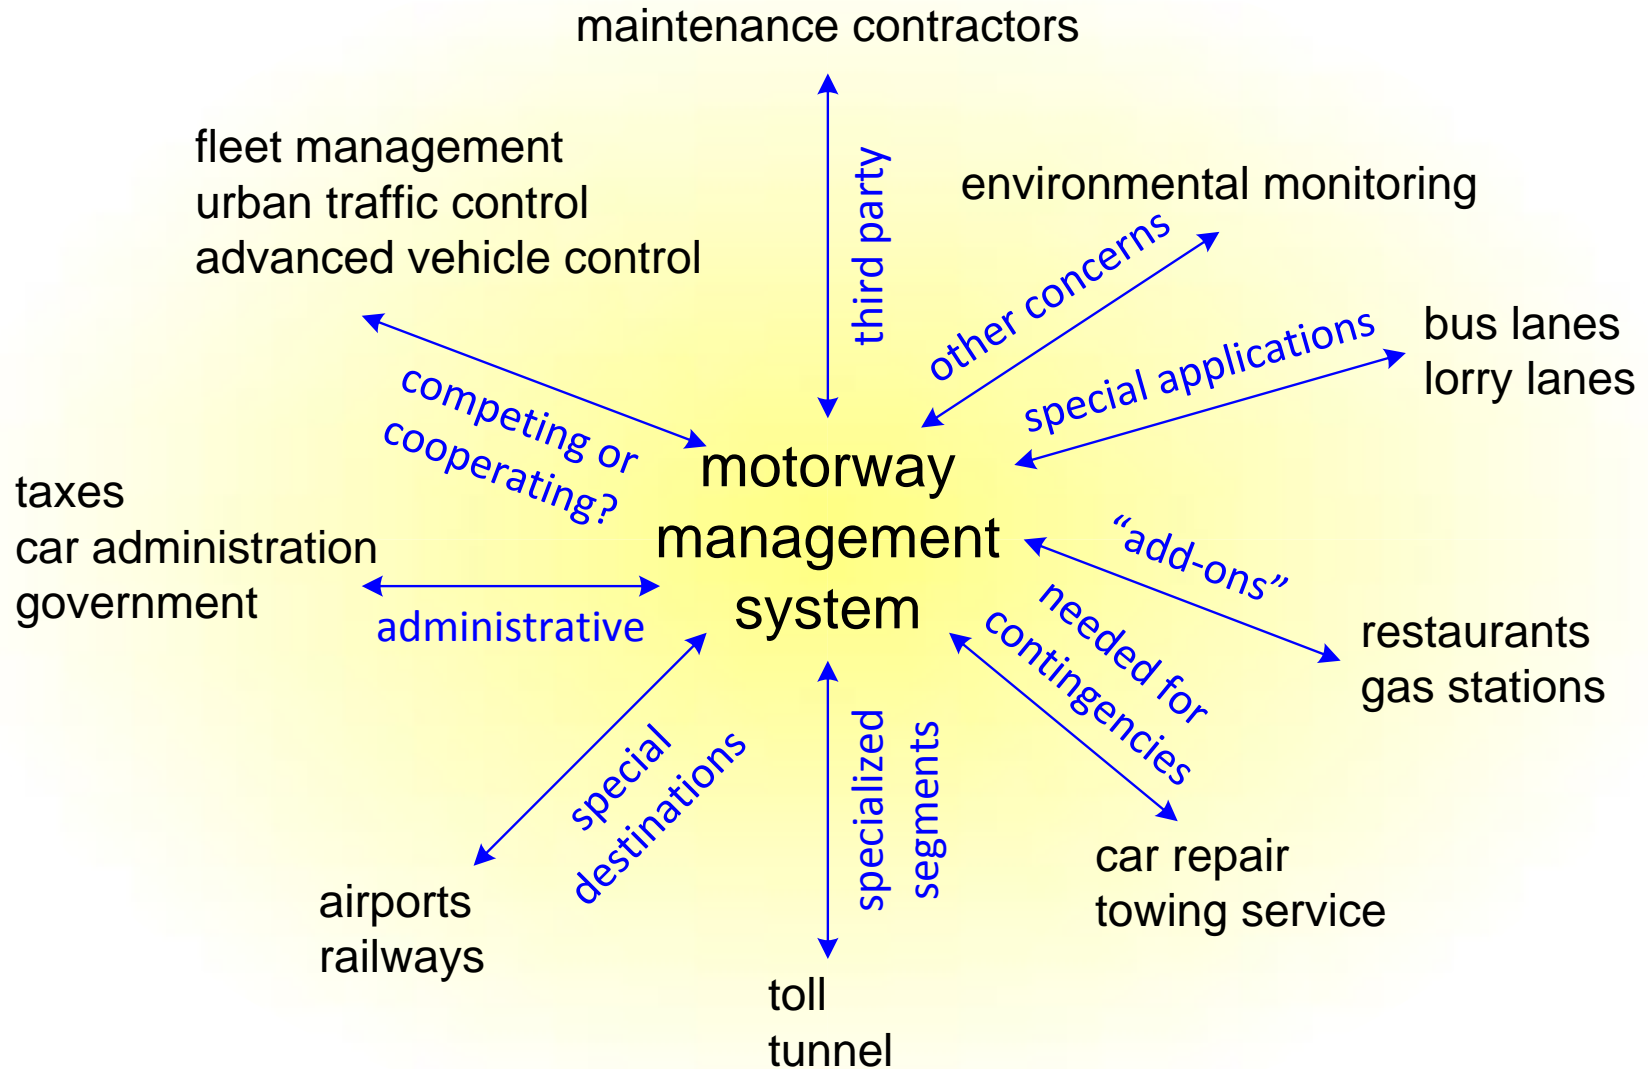 maintenance contractors
third party
fleet management
urban traffic control
advanced vehicle control
competing or
cooperating?
environmental monitoring
other concerns
bus lanes
lorry lanes
special applications
motorway
management
system
taxes
car administration
government
administrative
“add-ons”
restaurants
gas stations
needed for
contingencies
car repair
towing service
specialized
segments
toll
tunnel
special
destinations
airports
railways